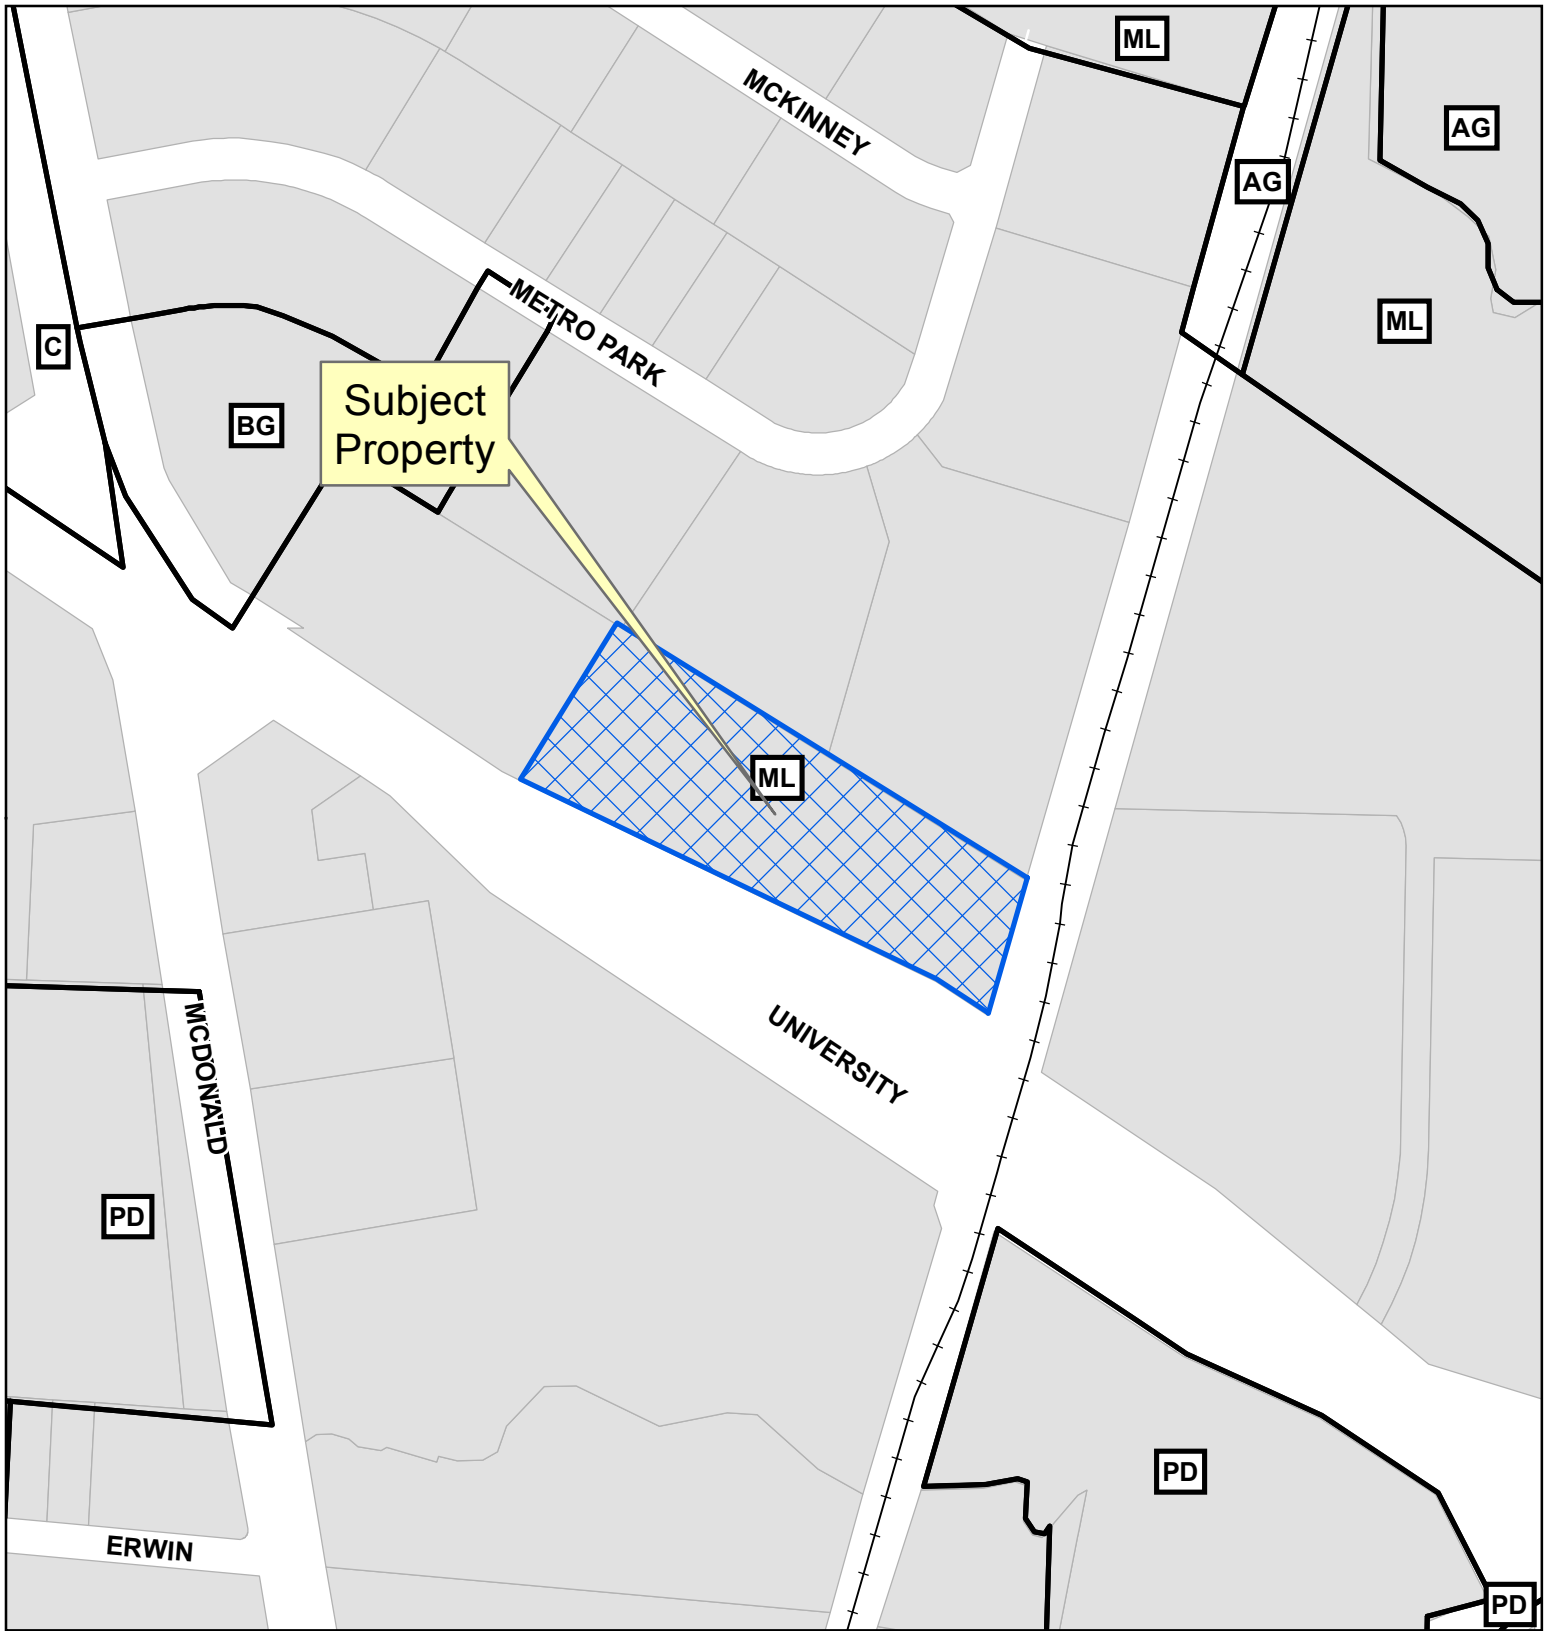 ML
MCKINNEY
AG
AG
METRO PARK
ML
C
BG
Subject
Property
ML
UNIVERSITY
MCDONALD
PD
PD
ERWIN
PD